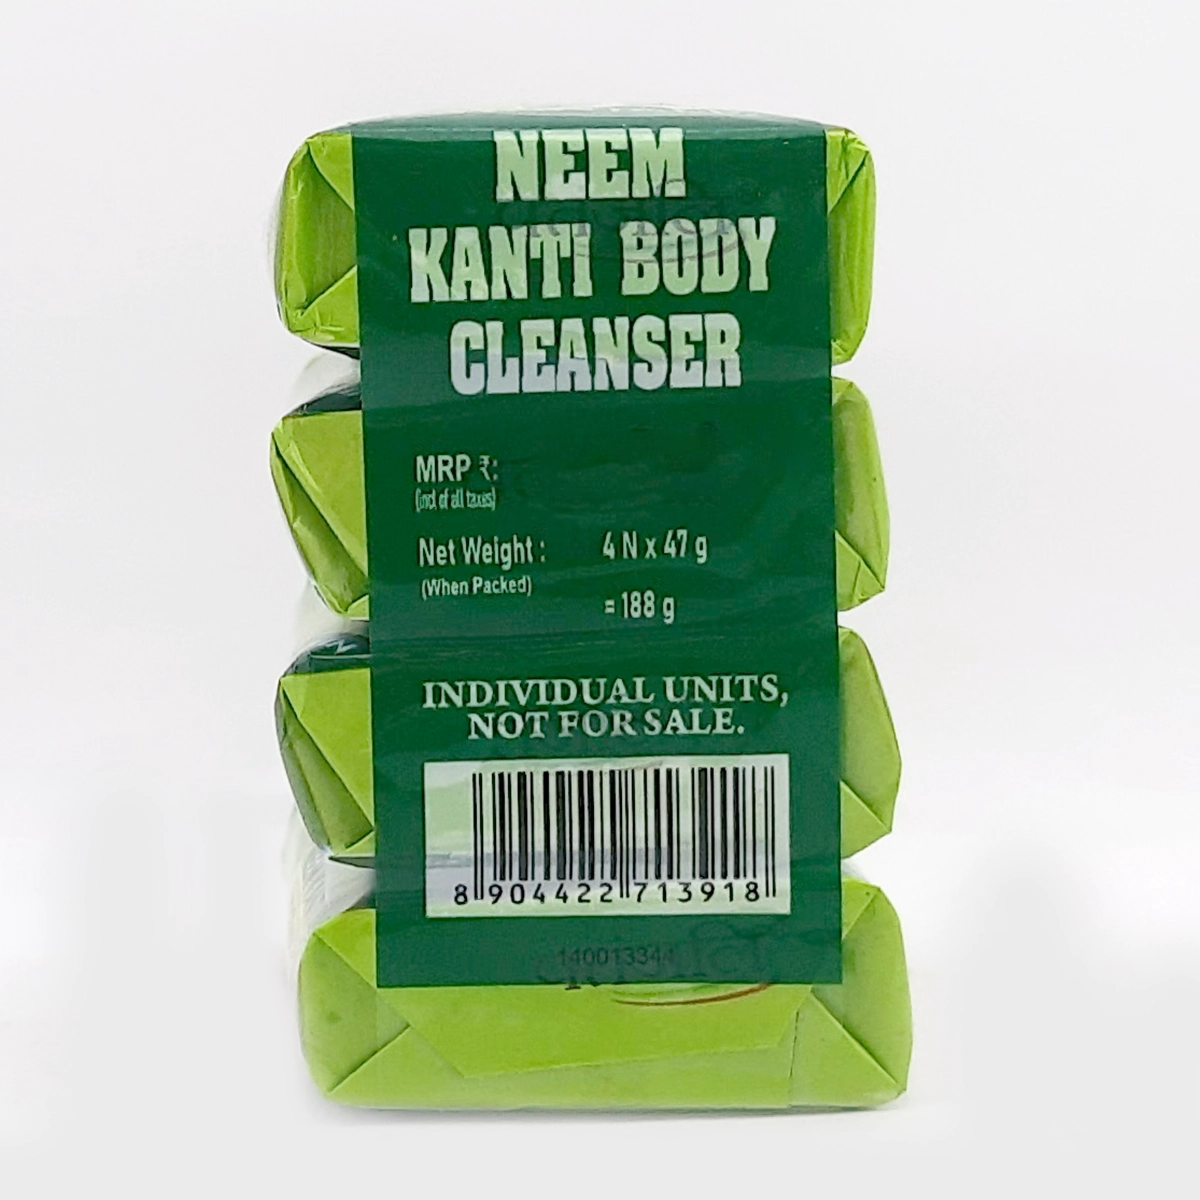 NEEM
KANTI BODY
CLEANSER
MRP ₹:
(incl. of all taxes)
Net Weight : 4 N x 47 g
(When Packed)
= 188 g
INDIVIDUAL UNITS,
NOT FOR SALE.
8 904422 713918
140013344